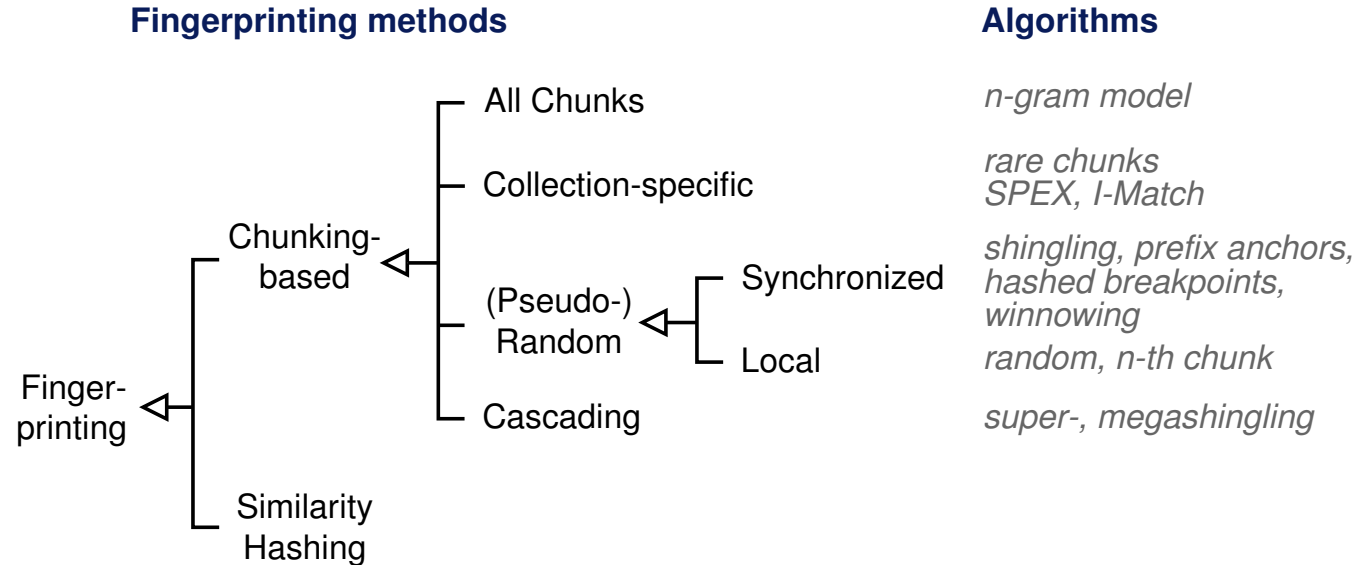 Fingerprinting methods
Algorithms
All Chunks
n-gram model
Collection-specific
rare chunks
SPEX, I-Match
Chunking-
based
(Pseudo-)
Random
Synchronized
shingling, prefix anchors,
hashed breakpoints,
winnowing
Local
random, n-th chunk
Finger-
printing
Cascading
super-, megashingling
Similarity
Hashing